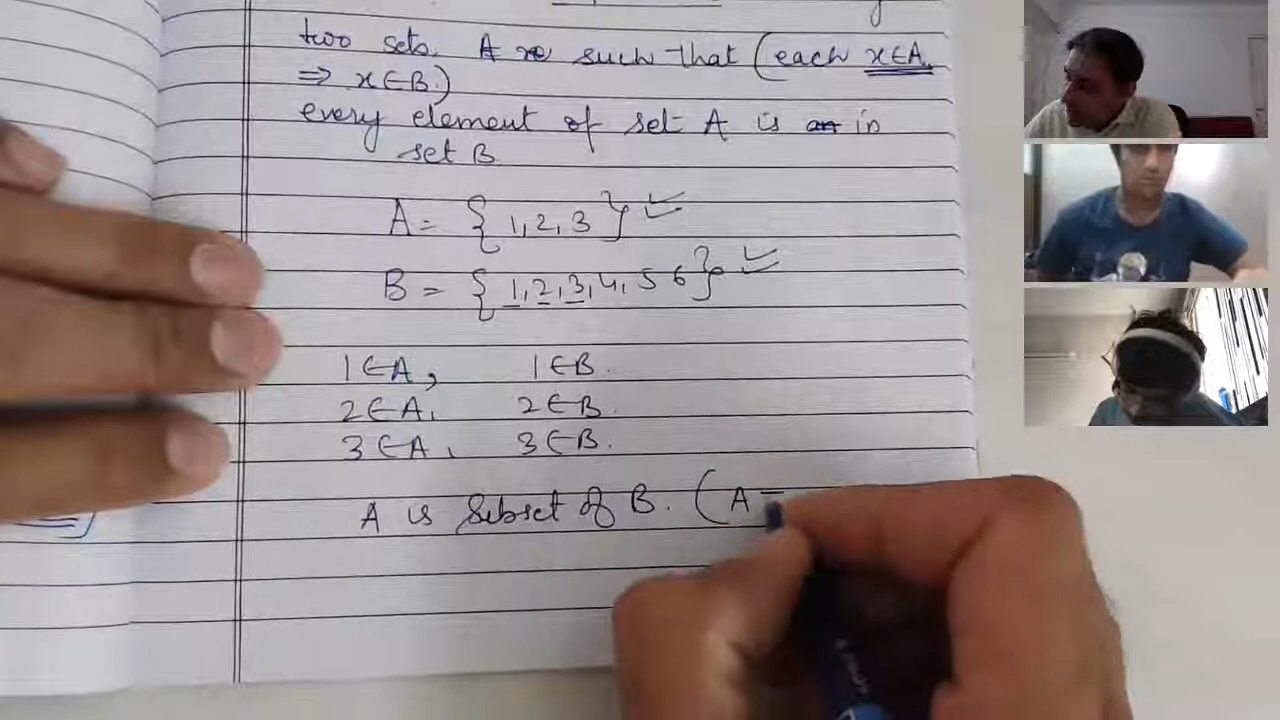 two sets. A such that (each x∈A,
⇒ x∈B.)
every element of set A is in
set B
A = { 1, 2, 3 }
B = { 1, 2, 3, 4, 5 6 }
1∈A, 1∈B.
2∈A, 2∈B.
3∈A, 3∈B.
A is Subset of B. (A